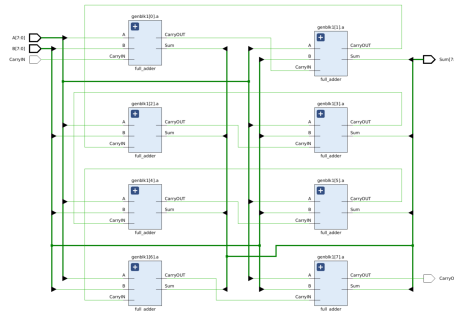 genblk1[0].a
A CarryOUT
B Sum
CarryIN
full_adder
genblk1[1].a
A CarryOUT
B Sum
CarryIN
full_adder
A[7:0]
B[7:0]
CarryIN
Sum[7:
genblk1[2].a
A CarryOUT
B Sum
CarryIN
full_adder
genblk1[3].a
A CarryOUT
B Sum
CarryIN
full_adder
genblk1[4].a
A CarryOUT
B Sum
CarryIN
full_adder
genblk1[5].a
A CarryOUT
B Sum
CarryIN
full_adder
genblk1[6].a
A CarryOUT
B Sum
CarryIN
full_adder
genblk1[7].a
A CarryOUT
B Sum
CarryIN
full_adder
CarryO